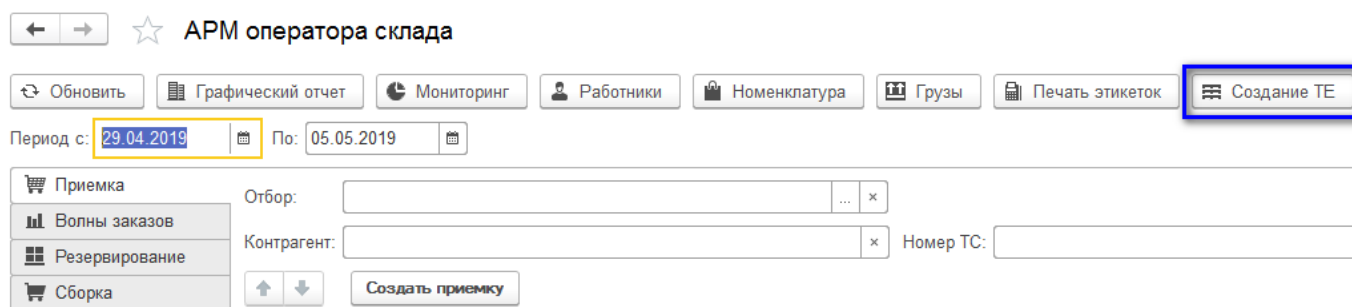 АРМ оператора склада
Обновить Графический отчет Мониторинг Работники Номенклатура Грузы Печать этикеток Создание ТЕ
Период с: 29.04.2019 По: 05.05.2019
Приемка
Отбор: ... ×
Волны заказов
Контрагент: × Номер ТС:
Резервирование
Сборка
Создать приемку